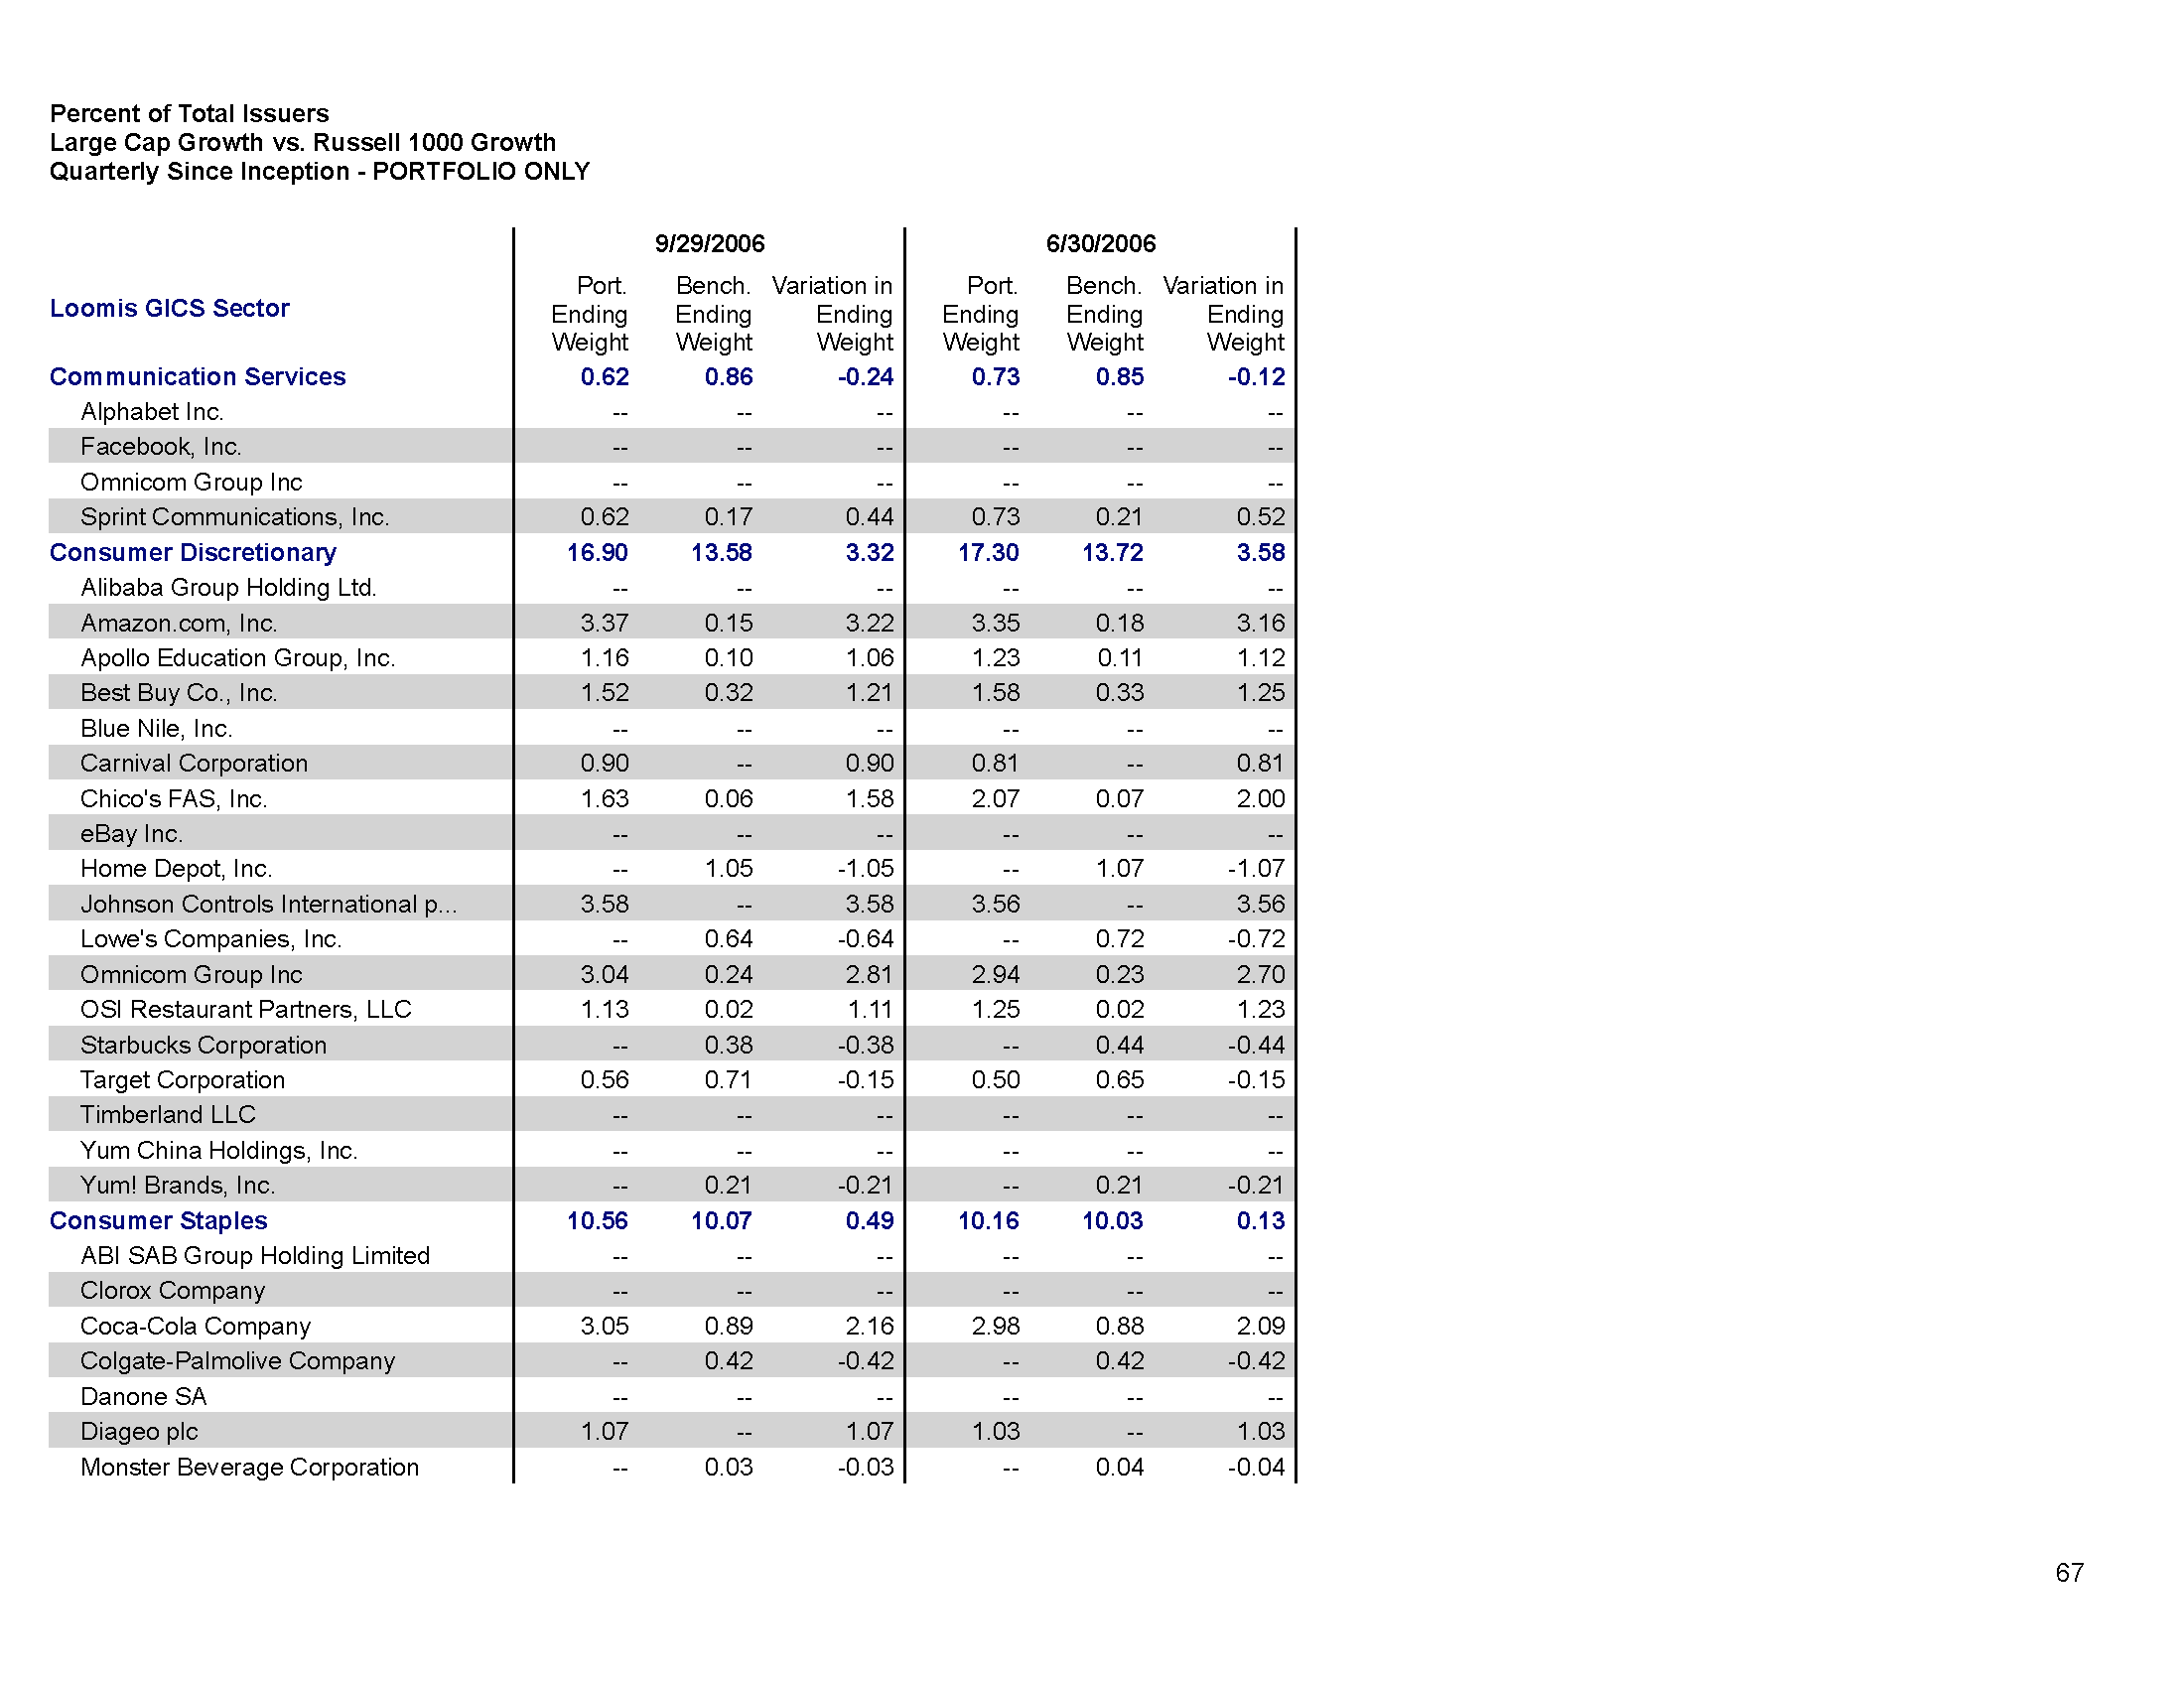 Percent of Total Issuers
Large Cap Growth vs. Russell 1000 Growth
Quarterly Since Inception - PORTFOLIO ONLY
9/29/2006 6/30/2006
Loomis GICS Sector
Port. Bench. Variation in Port. Bench. Variation in
Ending Ending Ending Ending Ending Ending
Weight Weight Weight Weight Weight Weight
Communication Services 0.62 0.86 -0.24 0.73 0.85 -0.12
Alphabet Inc. -- -- -- -- -- --
Facebook, Inc. -- -- -- -- -- --
Omnicom Group Inc -- -- -- -- -- --
Sprint Communications, Inc. 0.62 0.17 0.44 0.73 0.21 0.52
Consumer Discretionary 16.90 13.58 3.32 17.30 13.72 3.58
Alibaba Group Holding Ltd. -- -- -- -- -- --
Amazon.com, Inc. 3.37 0.15 3.22 3.35 0.18 3.16
Apollo Education Group, Inc. 1.16 0.10 1.06 1.23 0.11 1.12
Best Buy Co., Inc. 1.52 0.32 1.21 1.58 0.33 1.25
Blue Nile, Inc. -- -- -- -- -- --
Carnival Corporation 0.90 -- 0.90 0.81 -- 0.81
Chico's FAS, Inc. 1.63 0.06 1.58 2.07 0.07 2.00
eBay Inc. -- -- -- -- -- --
Home Depot, Inc. -- 1.05 -1.05 -- 1.07 -1.07
Johnson Controls International p... 3.58 -- 3.58 3.56 -- 3.56
Lowe's Companies, Inc. -- 0.64 -0.64 -- 0.72 -0.72
Omnicom Group Inc 3.04 0.24 2.81 2.94 0.23 2.70
OSI Restaurant Partners, LLC 1.13 0.02 1.11 1.25 0.02 1.23
Starbucks Corporation -- 0.38 -0.38 -- 0.44 -0.44
Target Corporation 0.56 0.71 -0.15 0.50 0.65 -0.15
Timberland LLC -- -- -- -- -- --
Yum China Holdings, Inc. -- -- -- -- -- --
Yum! Brands, Inc. -- 0.21 -0.21 -- 0.21 -0.21
Consumer Staples 10.56 10.07 0.49 10.16 10.03 0.13
ABI SAB Group Holding Limited -- -- -- -- -- --
Clorox Company -- -- -- -- -- --
Coca-Cola Company 3.05 0.89 2.16 2.98 0.88 2.09
Colgate-Palmolive Company -- 0.42 -0.42 -- 0.42 -0.42
Danone SA -- -- -- -- -- --
Diageo plc 1.07 -- 1.07 1.03 -- 1.03
Monster Beverage Corporation -- 0.03 -0.03 -- 0.04 -0.04
67